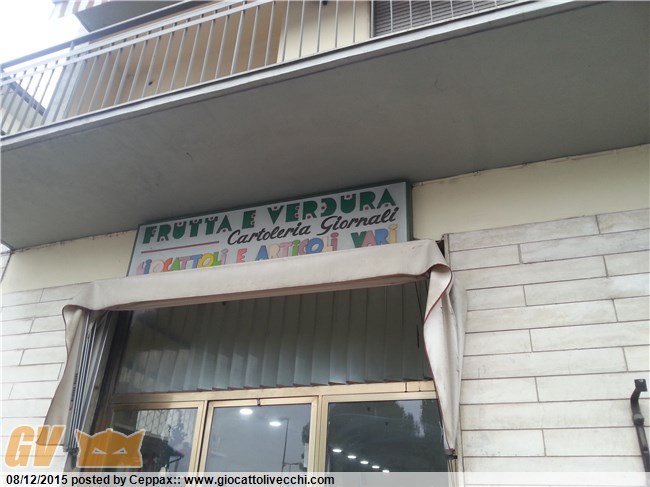 FRUTTA E VERDURA
Cartoleria Giornali
GIOCATTOLI E ARTICOLI VARI
GV
08/12/2015 posted by Ceppax:: www.giocattolivecchi.com